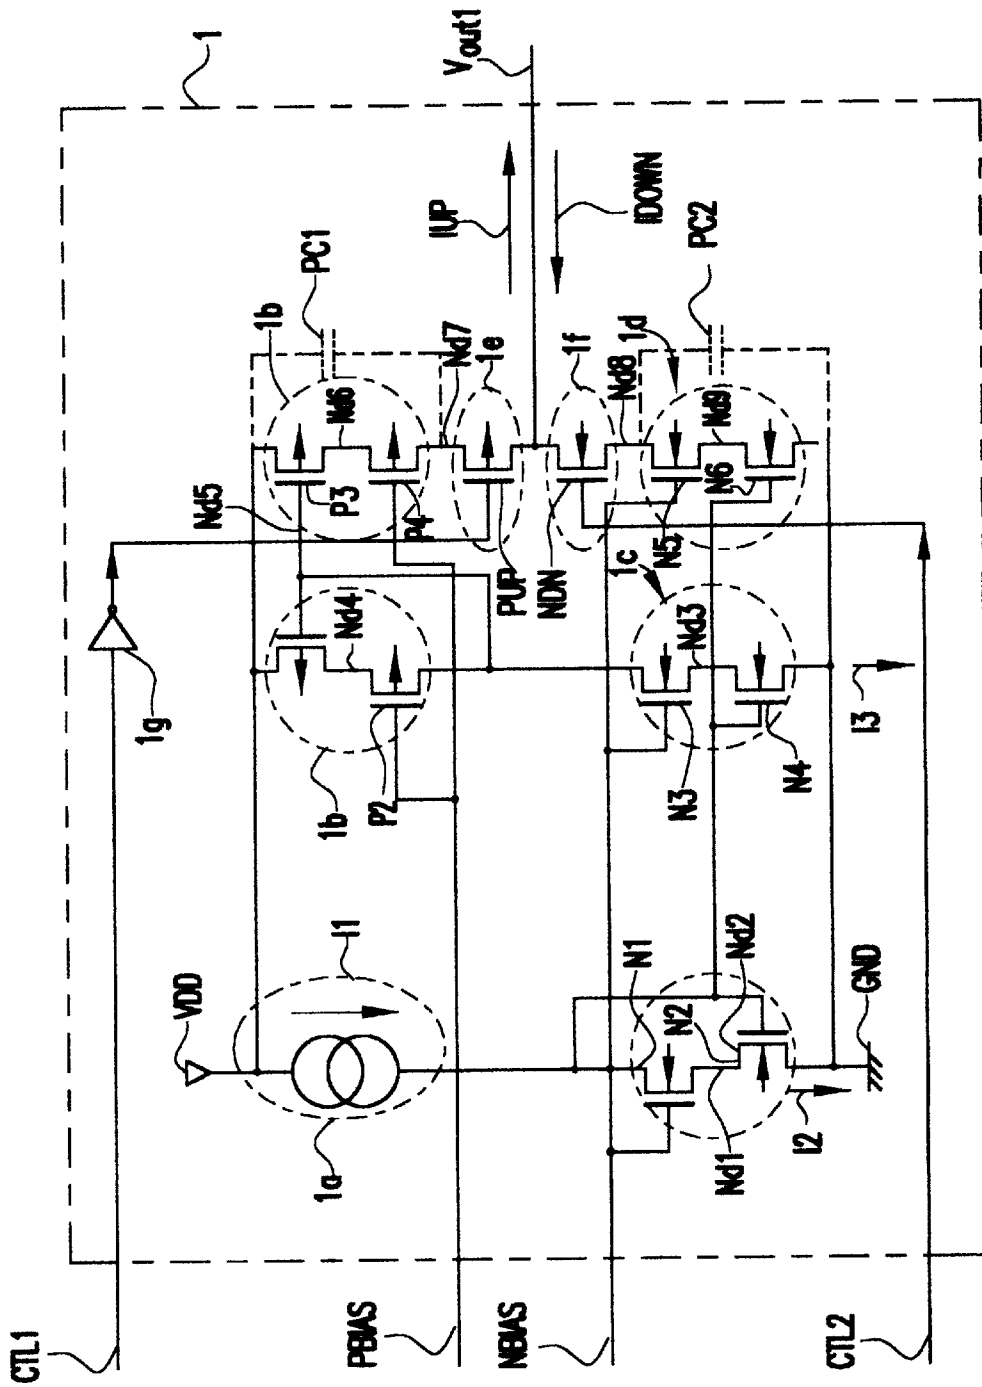 1
Vout1
IUP
IDOWN
PC1
PC2
1b
Nd6
Nd7
1e
1f
Nd8
1d
Nd9
Nd5
P3
P4
PUP
NDN
N5
N6
1c
Nd4
Nd3
1g
1b
P2
N3
N4
I3
VDD
I1
1a
N1
N2
Nd2
Nd1
I2
GND
CTL1
PBIAS
NBIAS
CTL2